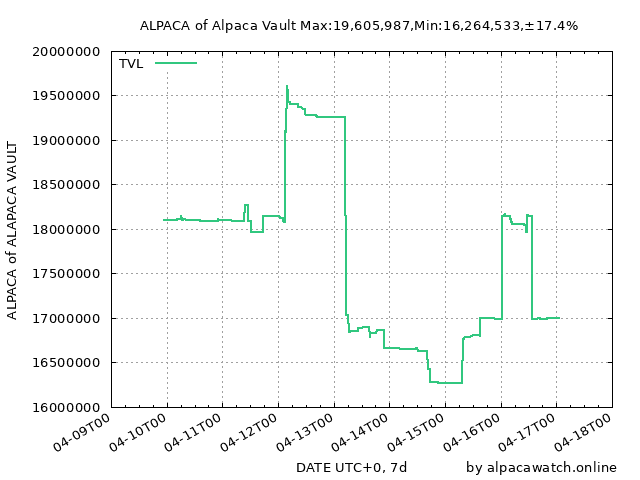 ALPACA of Alpaca Vault Max:19,605,987,Min:16,264,533,±17.4%
TVL
20000000
19500000
19000000
18500000
18000000
17500000
17000000
16500000
16000000
ALPACA of ALAPACA VAULT
04-09T00
04-10T00
04-11T00
04-12T00
04-13T00
04-14T00
04-15T00
04-16T00
04-17T00
04-18T00
DATE UTC+0, 7d
by alpacawatch.online